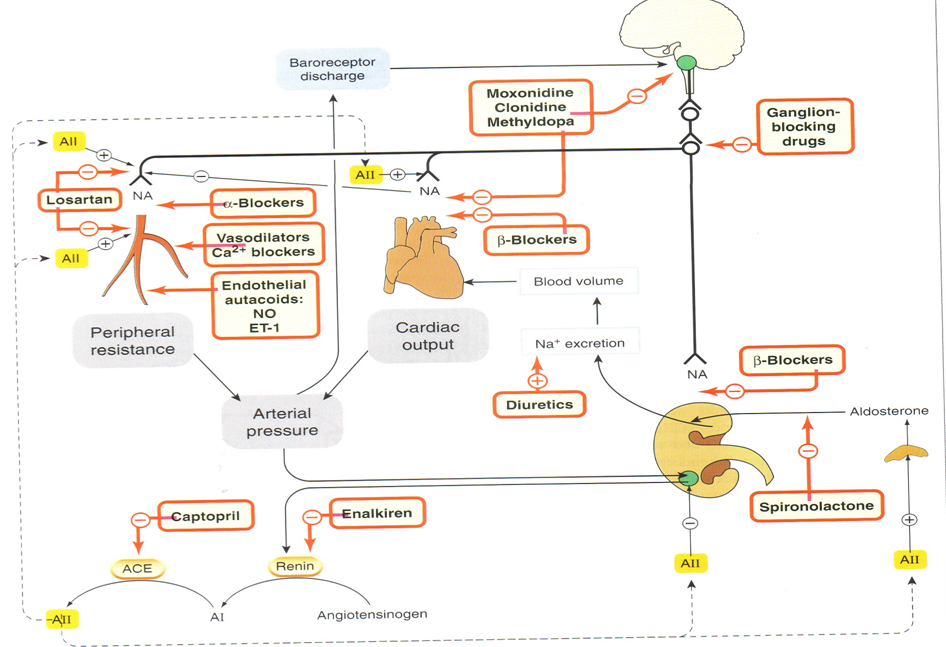 Baroreceptor
discharge
Moxonidine
Clonidine
Methyldopa
−
Ganglion-
blocking
drugs
−
AII
+
−
Losartan
NA
−
AII
+
−
AII
+
NA
−
−
α-Blockers
Vasodilators
Ca2+ blockers
Endothelial
autacoids:
NO
ET-1
β-Blockers
Blood volume
Na+ excretion
+
Diuretics
Peripheral
resistance
Cardiac
output
Arterial
pressure
NA
β-Blockers
−
Aldosterone
−
Spironolactone
−
AII
+
AII
Captopril
−
Enalkiren
−
ACE
Renin
AII
AI
Angiotensinogen